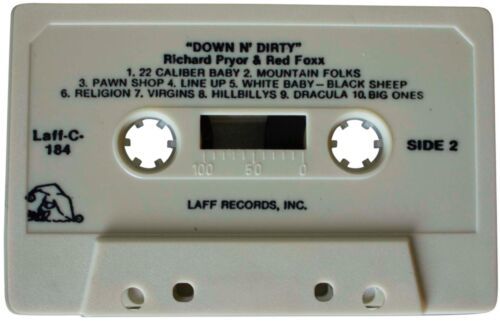 "DOWN N' DIRTY"
Richard Pryor & Red Foxx
1. 22 CALIBER BABY 2. MOUNTAIN FOLKS
3. PAWN SHOP 4. LINE UP 5. WHITE BABY–BLACK SHEEP
6. RELIGION 7. VIRGINS 8. HILLBILLYS 9. DRACULA 10. BIG ONES
Laff-C-
184
SIDE 2
100 50 0
LAFF RECORDS, INC.